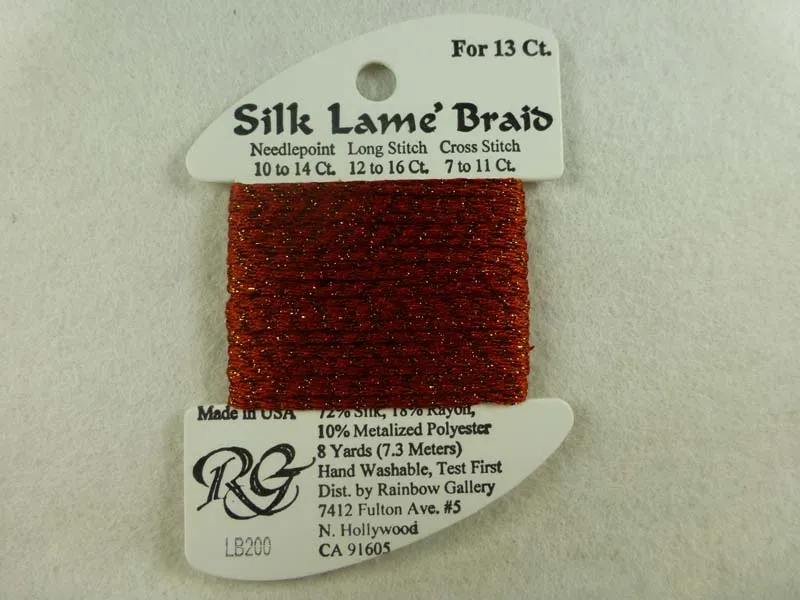 For 13 Ct.
Silk Lame' Braid
Needlepoint Long Stitch Cross Stitch
10 to 14 Ct. 12 to 16 Ct. 7 to 11 Ct.
Made in USA
72% Silk, 18% Rayon,
10% Metalized Polyester
8 Yards (7.3 Meters)
Hand Washable, Test First
Dist. by Rainbow Gallery
7412 Fulton Ave. #5
N. Hollywood
CA 91605
RG
LB200